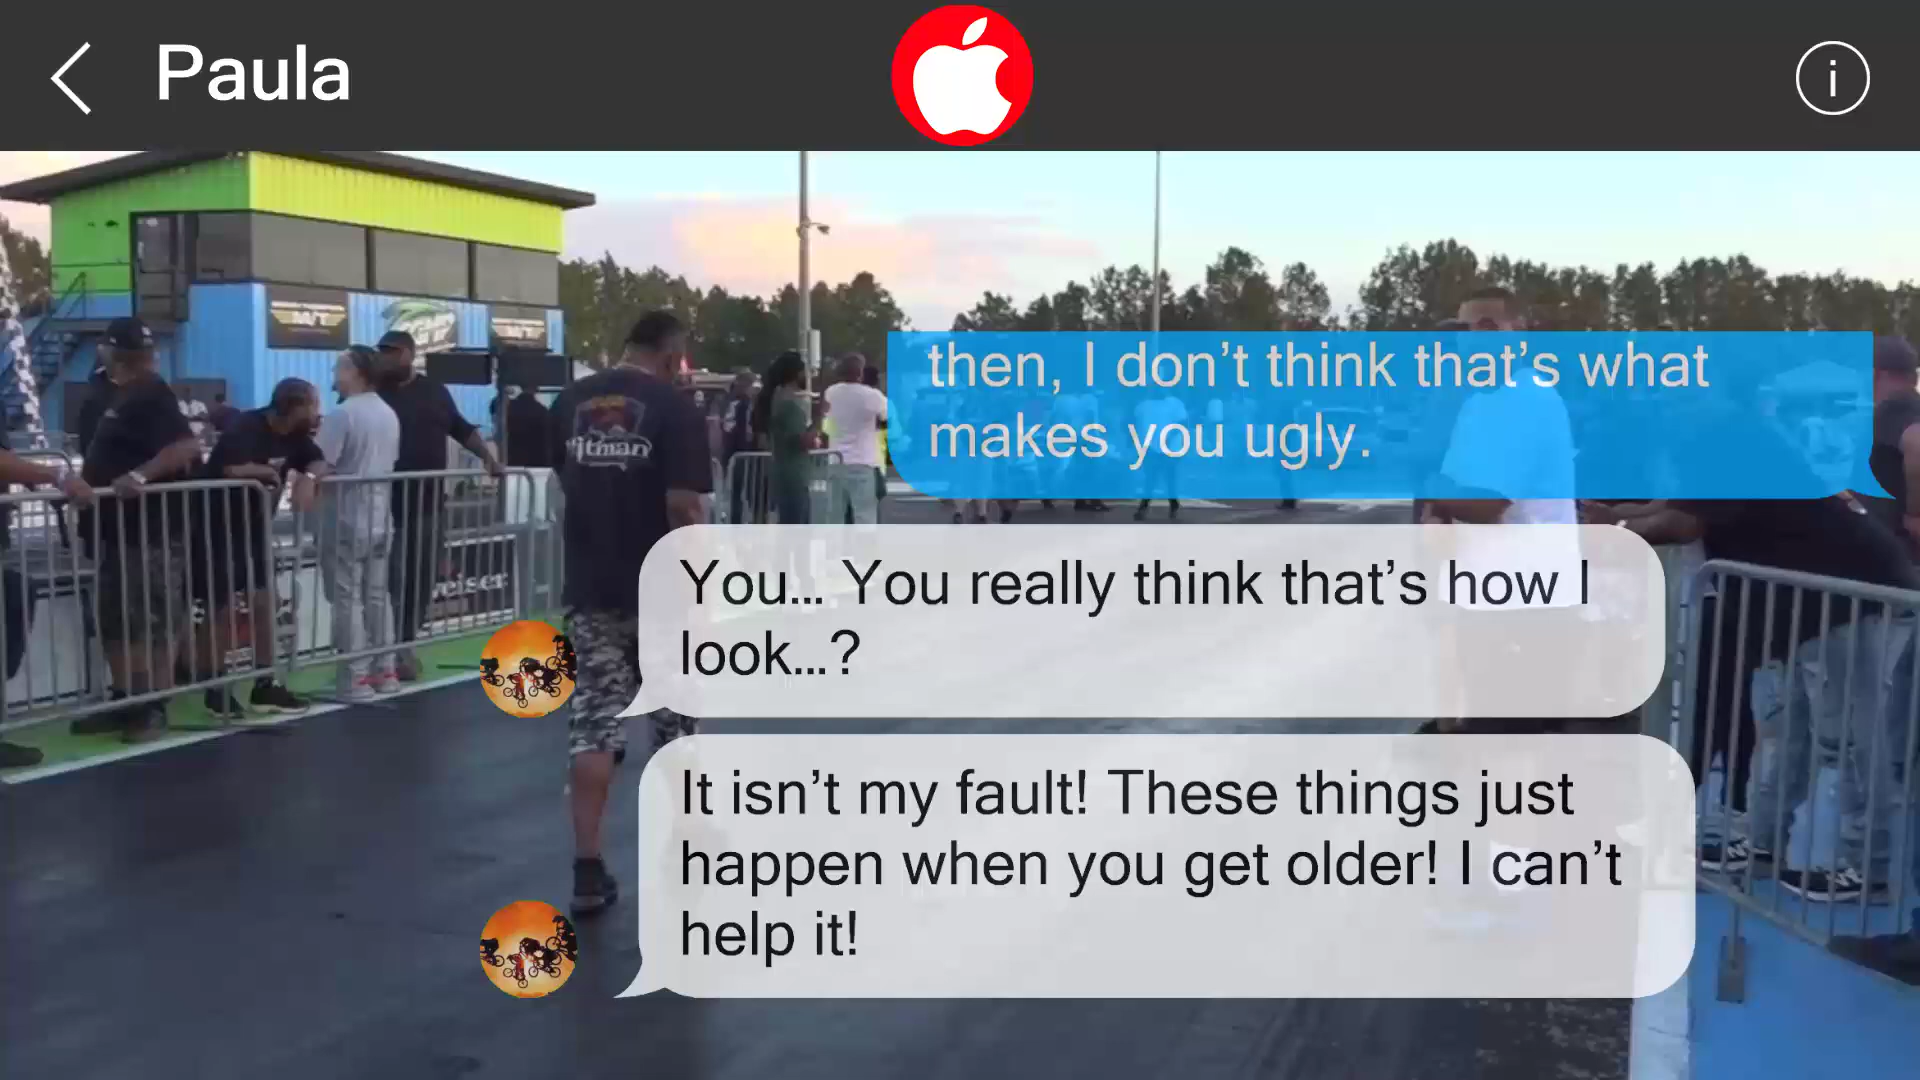 Paula
i
then, I don’t think that’s what
makes you ugly.
You... You really think that’s how I
look...?
It isn’t my fault! These things just
happen when you get older! I can’t
help it!
M/T
M/T